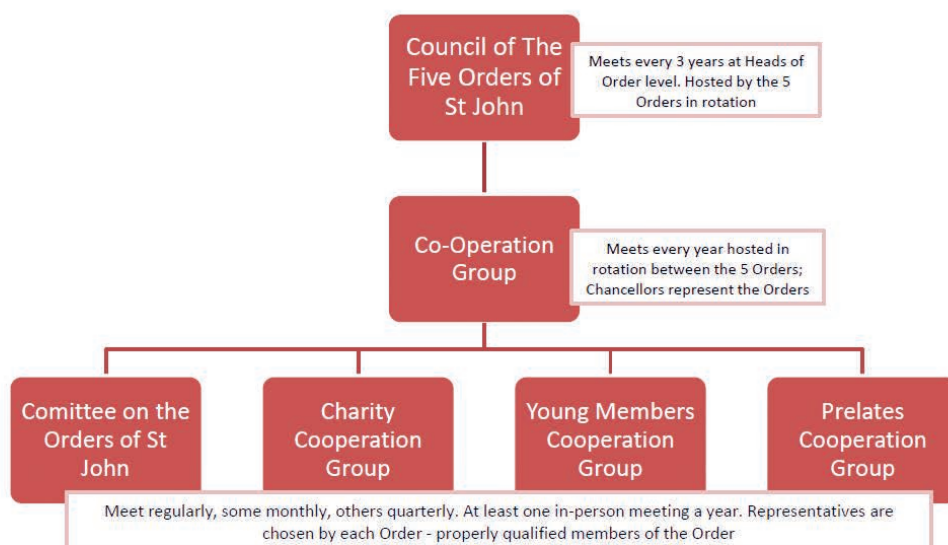 Council of The
Five Orders of
St John
Meets every 3 years at Heads of
Order level. Hosted by the 5
Orders in rotation
Co-Operation
Group
Meets every year hosted in
rotation between the 5 Orders;
Chancellors represent the Orders
Comittee on the
Orders of St
John
Charity
Cooperation
Group
Young Members
Cooperation
Group
Prelates
Cooperation
Group
Meet regularly, some monthly, others quarterly. At least one in-person meeting a year. Representatives are
chosen by each Order - properly qualified members of the Order